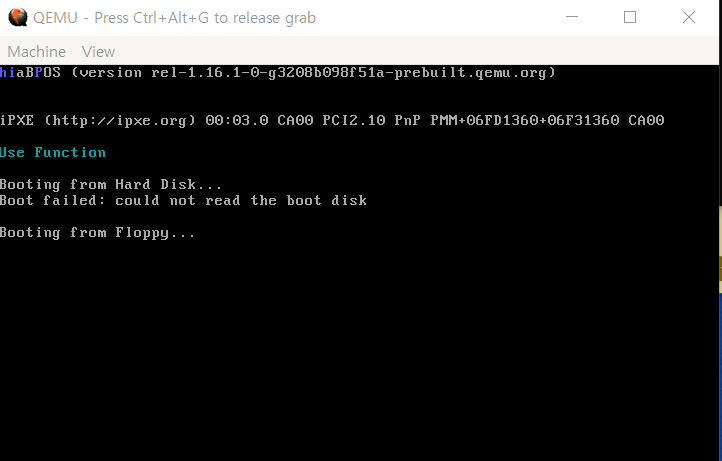 QEMU - Press Ctrl+Alt+G to release grab
Machine View
hiaBPOS (version rel-1.16.1-0-g3208b098f51a-prebuilt.qemu.org)
iPXE (http://ipxe.org) 00:03.0 CA00 PCI2.10 PnP PMM+06FD1360+06F31360 CA00
Use Function
Booting from Hard Disk...
Boot failed: could not read the boot disk
Booting from Floppy...